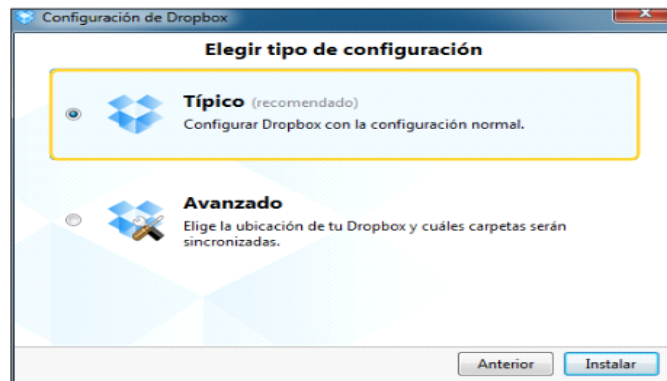 Configuración de Dropbox
Elegir tipo de configuración
Típico (recomendado)
Configurar Dropbox con la configuración normal.
Avanzado
Elige la ubicación de tu Dropbox y cuáles carpetas serán
sincronizadas.
Anterior Instalar